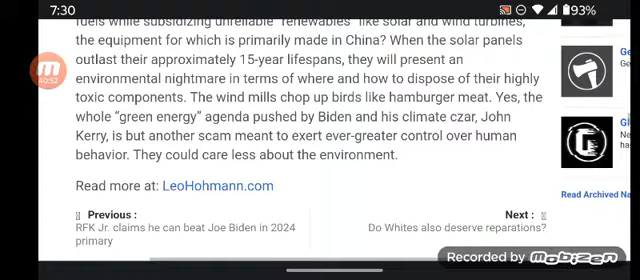 7:30
93%
fuels while subsidizing unreliable "renewables" like solar and wind turbines,
the equipment for which is primarily made in China? When the solar panels
outlast their approximately 15-year lifespans, they will present an
environmental nightmare in terms of where and how to dispose of their highly
toxic components. The wind mills chop up birds like hamburger meat. Yes, the
whole "green energy" agenda pushed by Biden and his climate czar, John
Kerry, is but another scam meant to exert ever-greater control over human
behavior. They could care less about the environment.
Read more at: LeoHohmann.com
Previous :
RFK Jr. claims he can beat Joe Biden in 2024
primary
Next :
Do Whites also deserve reparations?
40:52
Read Archived Na
Recorded by Mobizen